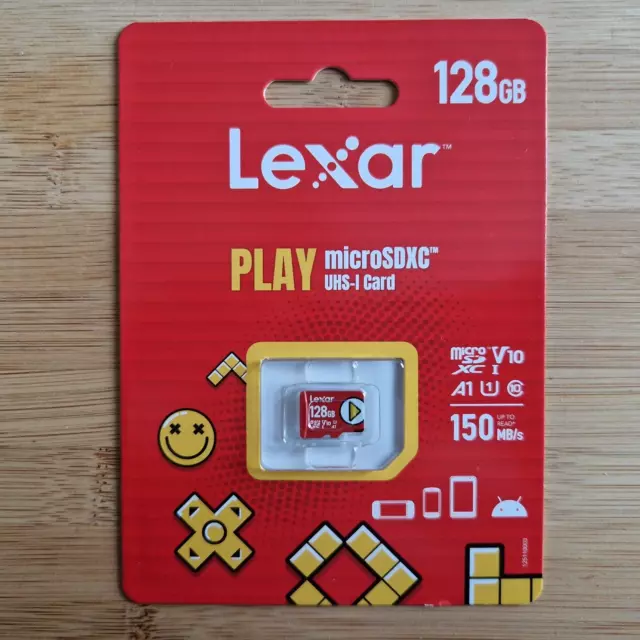 128GB
Lexar™
PLAY microSDXC™
UHS-I Card
micro SD XC I V10
A1 U1 10
150 UP TO READ* MB/s
Lexar
128GB